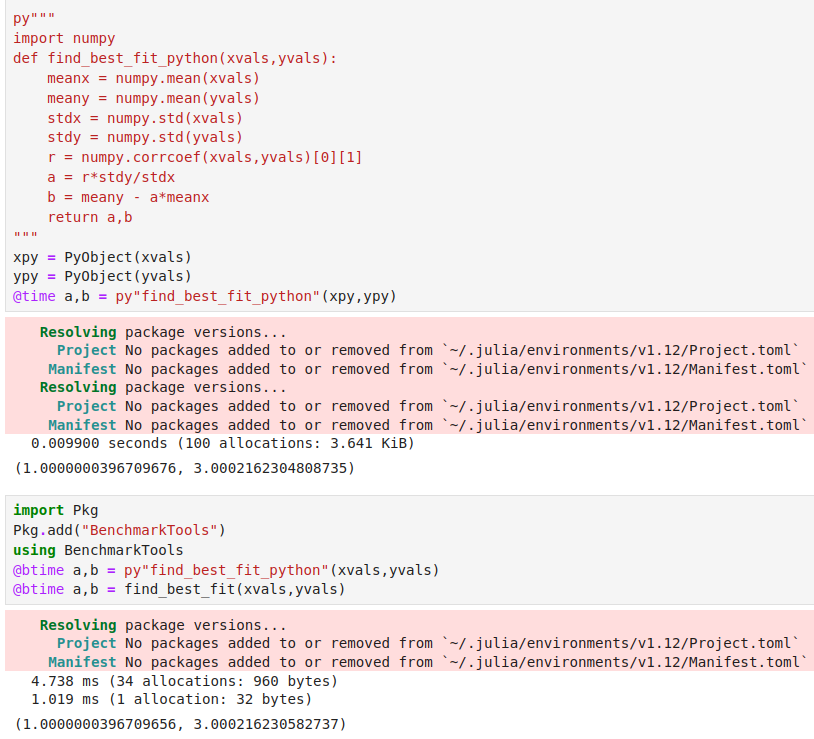 py"""
import numpy
def find_best_fit_python(xvals,yvals):
    meanx = numpy.mean(xvals)
    meany = numpy.mean(yvals)
    stdx = numpy.std(xvals)
    stdy = numpy.std(yvals)
    r = numpy.corrcoef(xvals,yvals)[0][1]
    a = r*stdy/stdx
    b = meany - a*meanx
    return a,b
"""
xpy = PyObject(xvals)
ypy = PyObject(yvals)
@time a,b = py"find_best_fit_python"(xpy,ypy)
   Resolving package versions...
     Project No packages added to or removed from `~/.julia/environments/v1.12/Project.toml`
    Manifest No packages added to or removed from `~/.julia/environments/v1.12/Manifest.toml`
   Resolving package versions...
     Project No packages added to or removed from `~/.julia/environments/v1.12/Project.toml`
    Manifest No packages added to or removed from `~/.julia/environments/v1.12/Manifest.toml`
  0.009900 seconds (100 allocations: 3.641 KiB)
(1.0000000396709676, 3.0002162304808735)
import Pkg
Pkg.add("BenchmarkTools")
using BenchmarkTools
@btime a,b = py"find_best_fit_python"(xvals,yvals)
@btime a,b = find_best_fit(xvals,yvals)
   Resolving package versions...
     Project No packages added to or removed from `~/.julia/environments/v1.12/Project.toml`
    Manifest No packages added to or removed from `~/.julia/environments/v1.12/Manifest.toml`
  4.738 ms (34 allocations: 960 bytes)
  1.019 ms (1 allocation: 32 bytes)
(1.0000000396709656, 3.000216230582737)